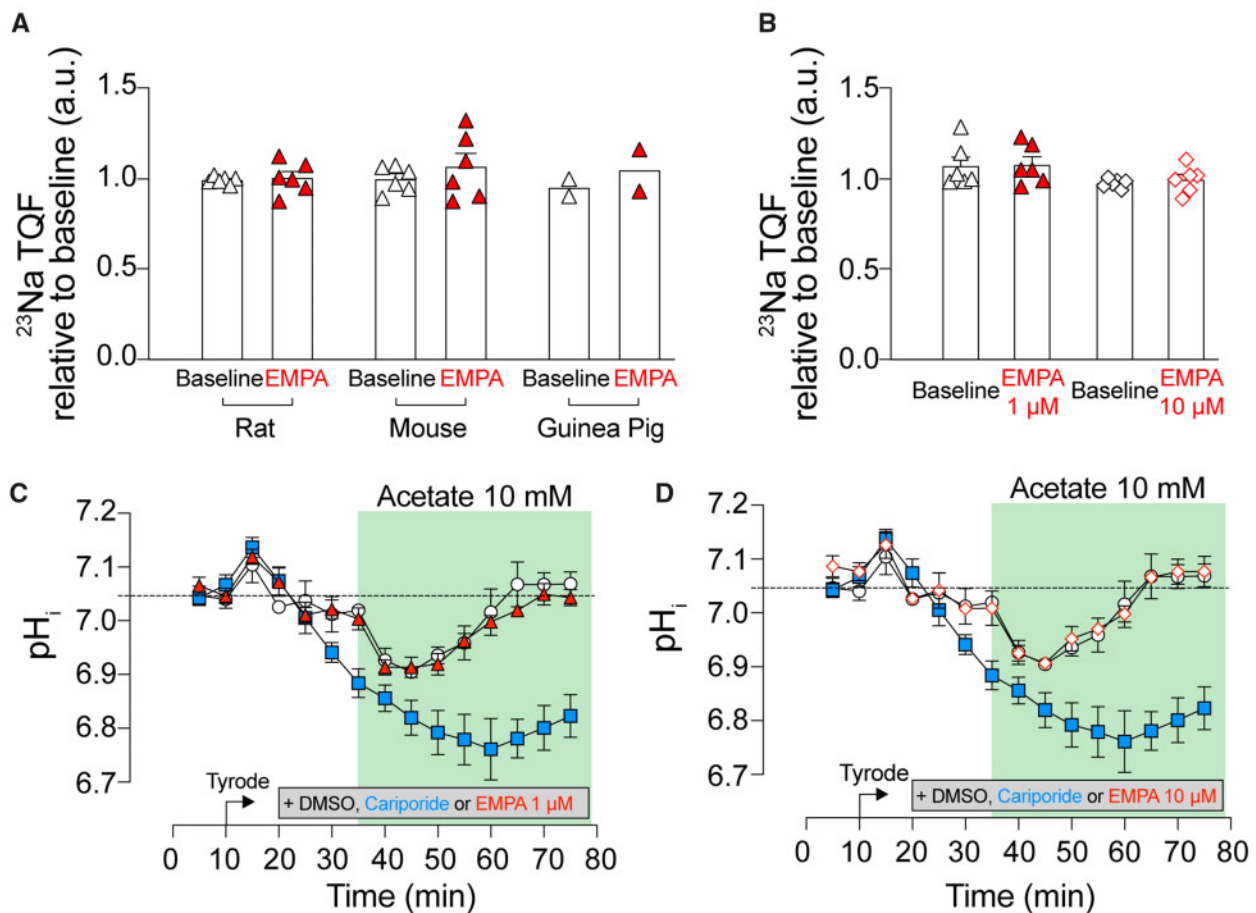 A
²³Na TQF
relative to baseline (a.u.)
1.5
1.0
0.5
0.0
Baseline EMPA Baseline EMPA Baseline EMPA
Rat Mouse Guinea Pig
B
²³Na TQF
relative to baseline (a.u.)
1.5
1.0
0.5
0.0
Baseline EMPA 1 µM Baseline EMPA 10 µM
C
Acetate 10 mM
pHᵢ
7.2
7.1
7.0
6.9
6.8
6.7
Tyrode
+ DMSO, Cariporide or EMPA 1 µM
0 10 20 30 40 50 60 70 80
Time (min)
D
Acetate 10 mM
pHᵢ
7.2
7.1
7.0
6.9
6.8
6.7
Tyrode
+ DMSO, Cariporide or EMPA 10 µM
0 10 20 30 40 50 60 70 80
Time (min)